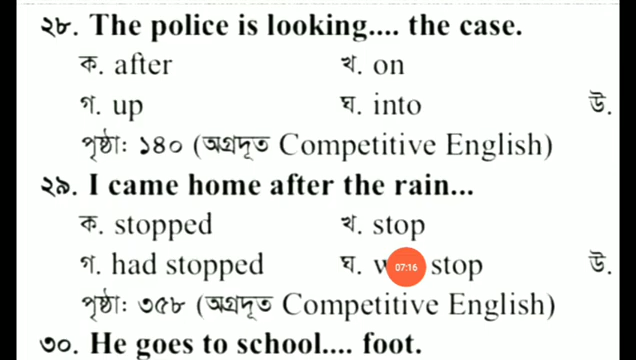 ২৮. The police is looking.... the case.
ক. after খ. on
গ. up ঘ. into উ.
পৃষ্ঠা: ১৪০ (অগ্রদূত Competitive English)
২৯. I came home after the rain...
ক. stopped খ. stop
গ. had stopped ঘ. stop উ.
07:16
পৃষ্ঠা: ৩৫৮ (অগ্রদূত Competitive English)
৩০. He goes to school.... foot.